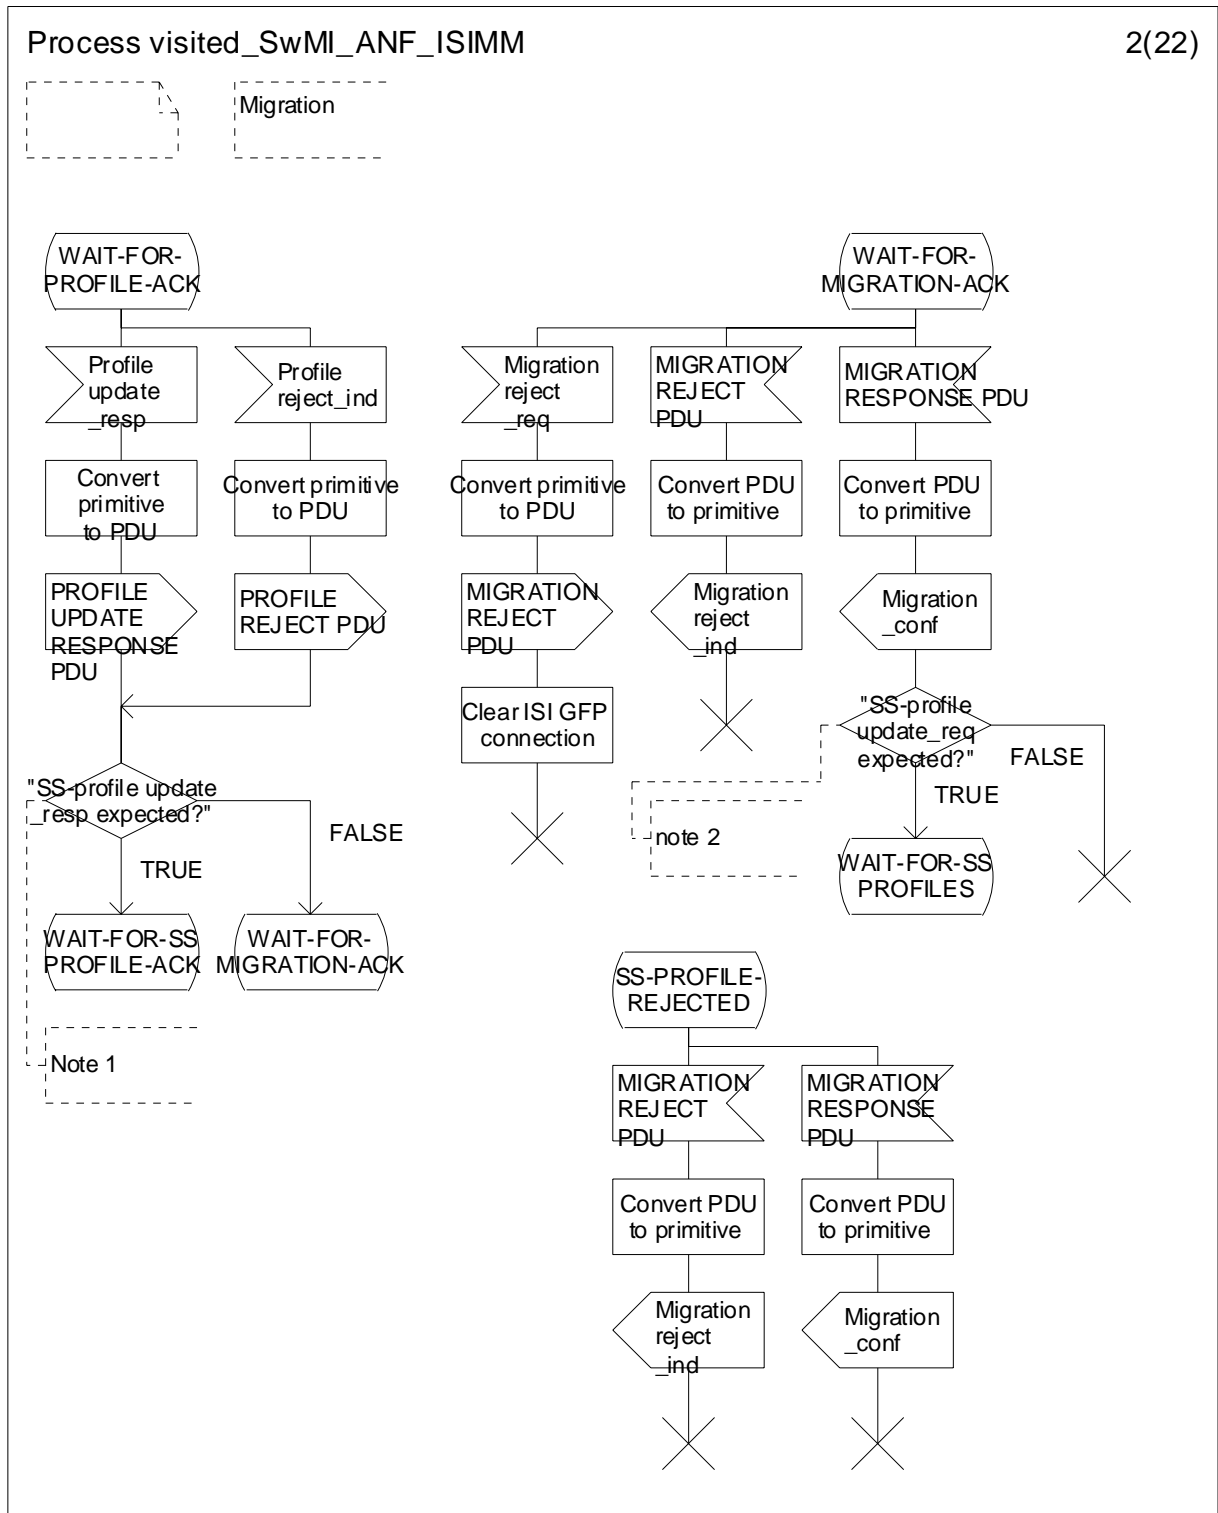 Process visited_SwMI_ANF_ISIMM
2(22)
Migration
WAIT-FOR-
PROFILE-ACK
WAIT-FOR-
MIGRATION-ACK
Profile
update
_resp
Profile
reject_ind
Migration
reject
_req
MIGRATION
REJECT
PDU
MIGRATION
RESPONSE PDU
Convert
primitive
to PDU
Convert primitive
to PDU
Convert primitive
to PDU
Convert PDU
to primitive
Convert PDU
to primitive
PROFILE
UPDATE
RESPONSE
PDU
PROFILE
REJECT PDU
MIGRATION
REJECT
PDU
Migration
reject
_ind
Migration
_conf
Clear ISI GFP
connection
"SS-profile
update_req
expected?"
FALSE
TRUE
"SS-profile update
_resp expected?"
FALSE
TRUE
note 2
WAIT-FOR-SS
PROFILES
WAIT-FOR-SS
PROFILE-ACK
WAIT-FOR-
MIGRATION-ACK
Note 1
SS-PROFILE-
REJECTED
MIGRATION
REJECT
PDU
MIGRATION
RESPONSE
PDU
Convert PDU
to primitive
Convert PDU
to primitive
Migration
reject
_ind
Migration
_conf